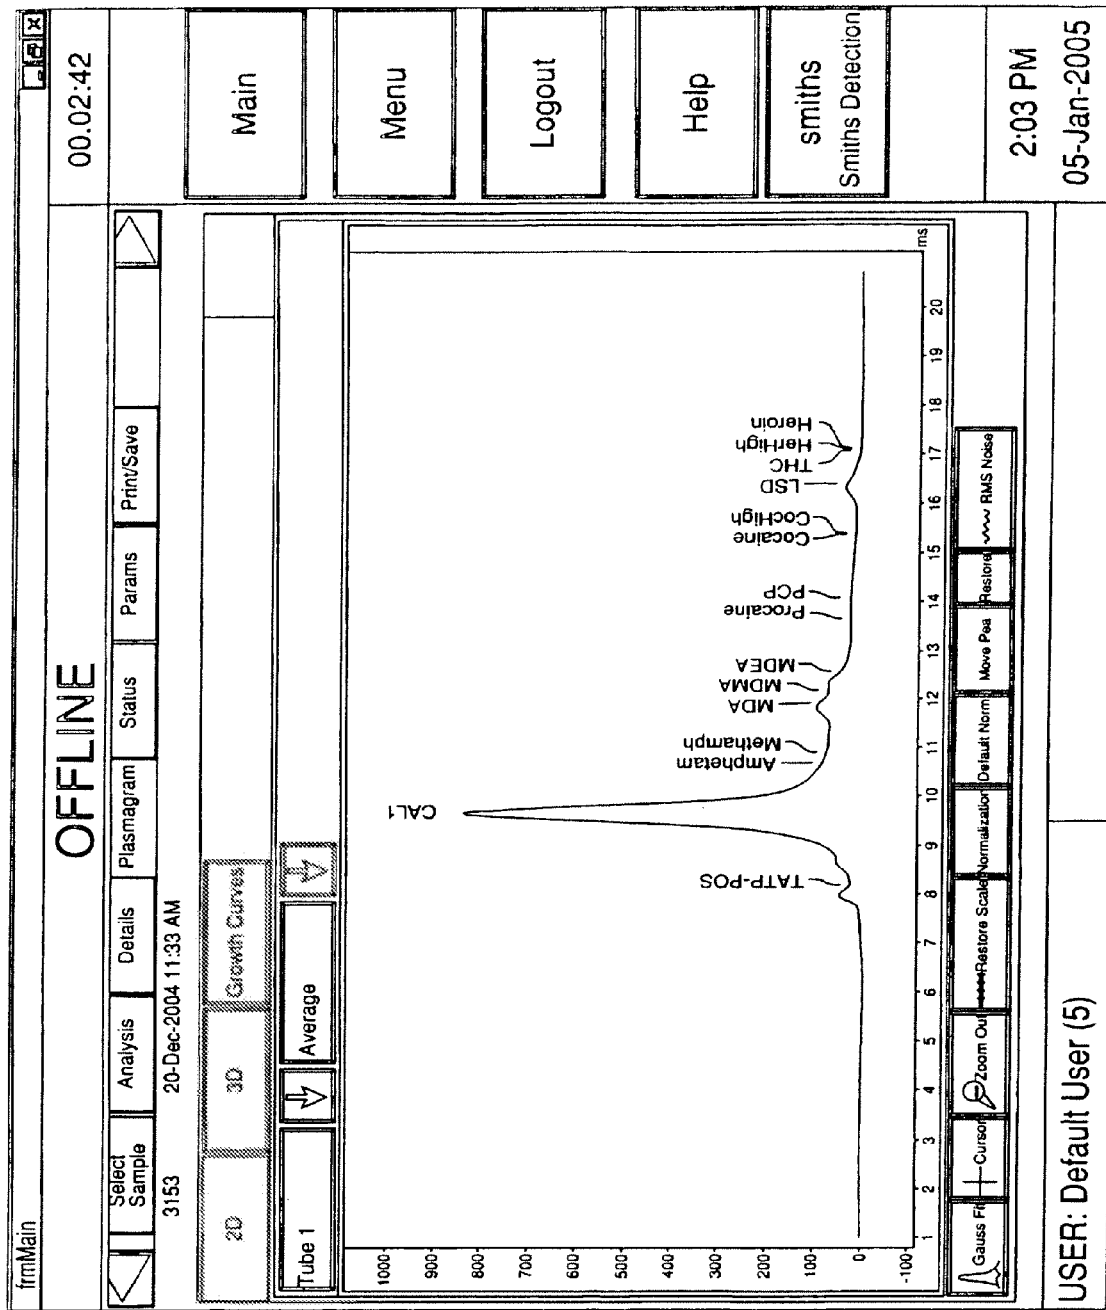 frmMain
OFFLINE
00.02:42
Select
Sample
Analysis
Details
Plasmagram
Status
Params
Print/Save
3153
20-Dec-2004 11:33 AM
2D
3D
Growth Curves
Tube 1
Average
1000
900
800
700
600
500
400
300
200
100
0
-100
TATP-POS
CAL1
Amphetam
Methamph
MDA
MDMA
MDEA
Procaine
PCP
Cocaine
CocHigh
LSD
THC
HerHigh
Heroin
1
2
3
4
5
6
7
8
9
10
11
12
13
14
15
16
17
18
19
20
ms
Gauss Fit
Cursor
Zoom Out
Restore Scale
Normalization
Default Norm
Move Pea
Restore
RMS Noise
Main
Menu
Logout
Help
smiths
Smiths Detection
USER: Default User (5)
2:03 PM
05-Jan-2005